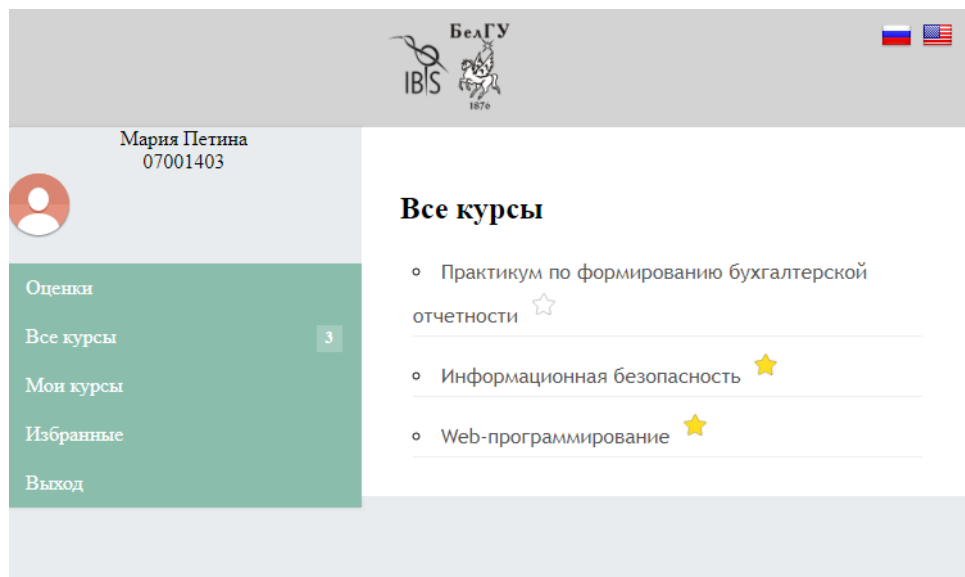 БелГУ
IBIS
1876
Мария Петина
07001403
Все курсы
Практикум по формированию бухгалтерской
отчетности
Информационная безопасность
Web-программирование
Оценки
Все курсы 3
Мои курсы
Избранные
Выход